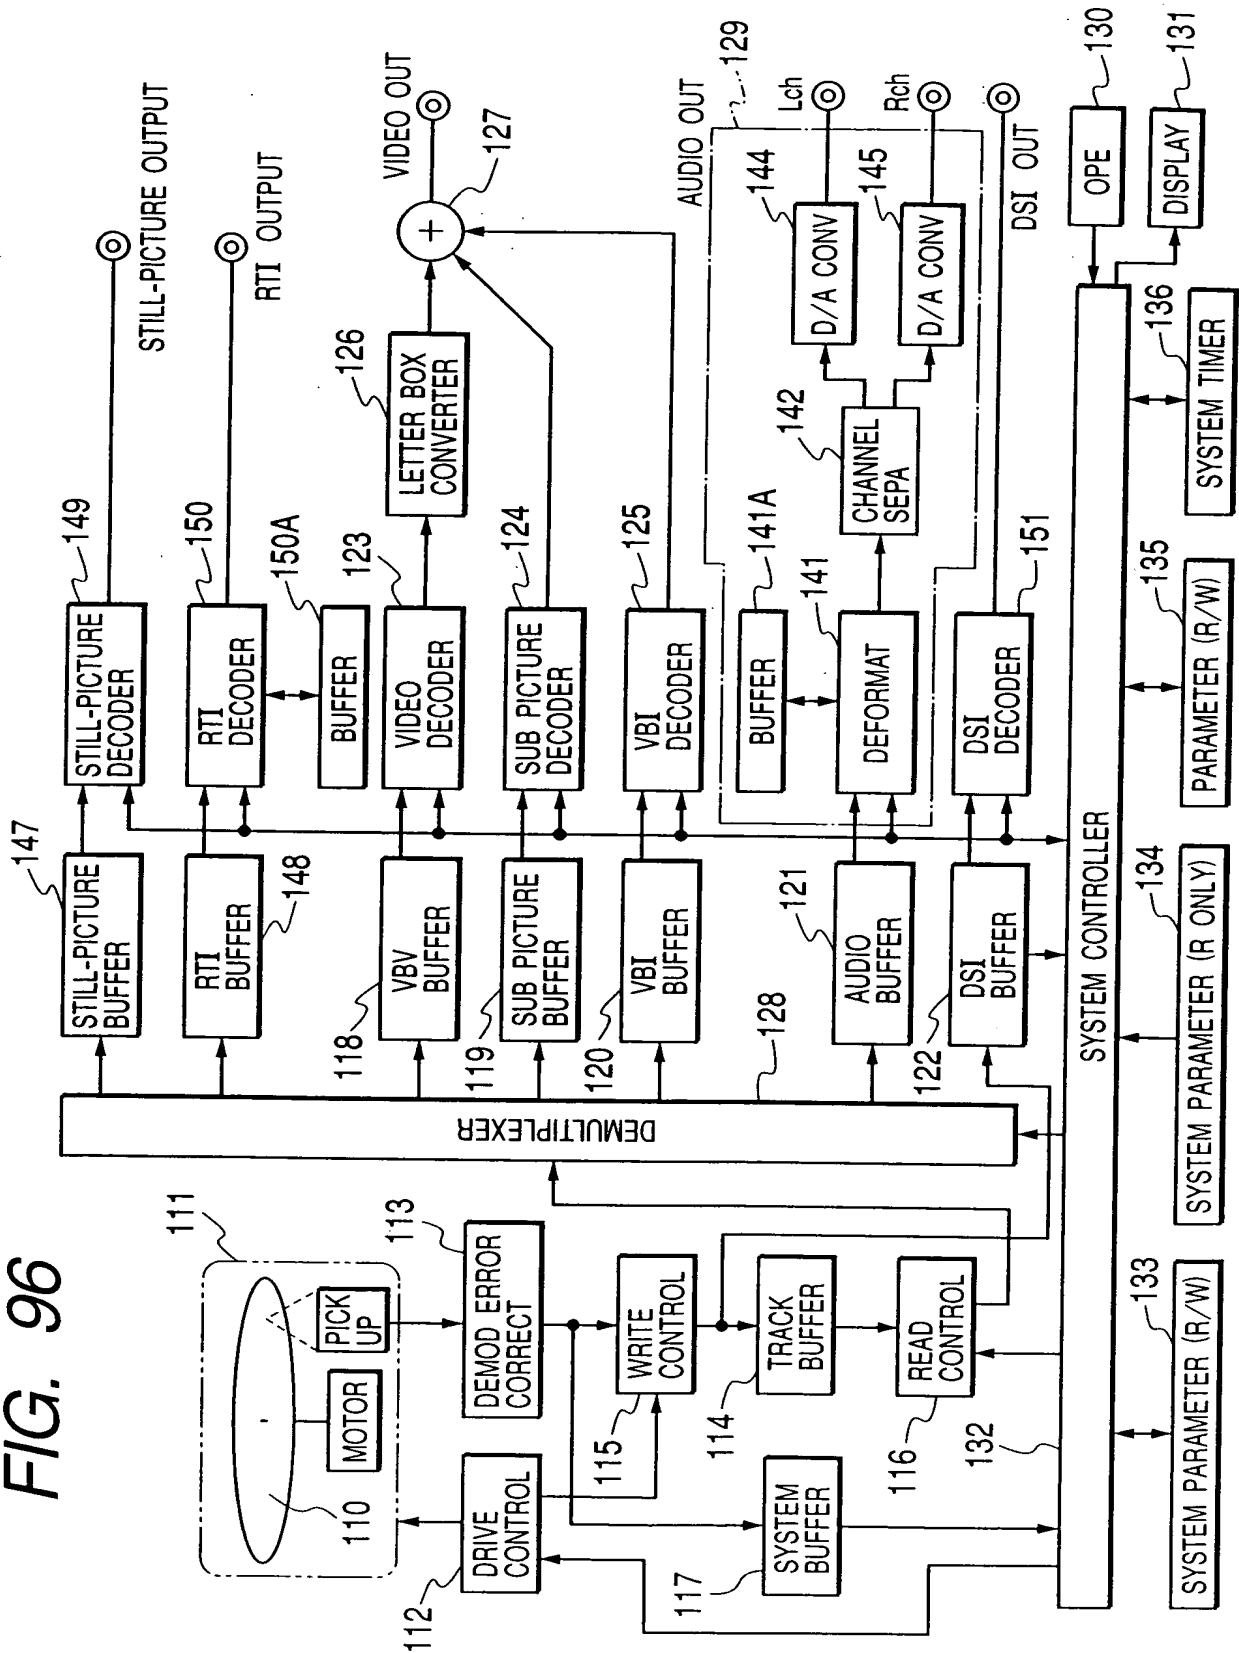 FIG. 96
111
110
MOTOR
PICK
UP
112
DRIVE
CONTROL
113
DEMOD ERROR
CORRECT
115
WRITE
CONTROL
114
TRACK
BUFFER
116
READ
CONTROL
117
SYSTEM
BUFFER
132
DEMULTIPLEXER
128
147
STILL-PICTURE
BUFFER
RTI
BUFFER
148
118
VBV
BUFFER
119
SUB PICTURE
BUFFER
120
VBI
BUFFER
121
AUDIO
BUFFER
122
DSI
BUFFER
149
STILL-PICTURE
DECODER
150
RTI
DECODER
150A
BUFFER
123
VIDEO
DECODER
124
SUB PICTURE
DECODER
125
VBI
DECODER
141A
BUFFER
141
DEFORMAT
151
DSI
DECODER
126
LETTER BOX
CONVERTER
127
142
CHANNEL
SEPA
144
D/A CONV
145
D/A CONV
129
STILL-PICTURE OUTPUT
RTI OUTPUT
VIDEO OUT
AUDIO OUT
Lch
Rch
DSI OUT
130
OPE
131
DISPLAY
SYSTEM CONTROLLER
133
SYSTEM PARAMETER (R/W)
134
SYSTEM PARAMETER (R ONLY)
135
PARAMETER (R/W)
136
SYSTEM TIMER